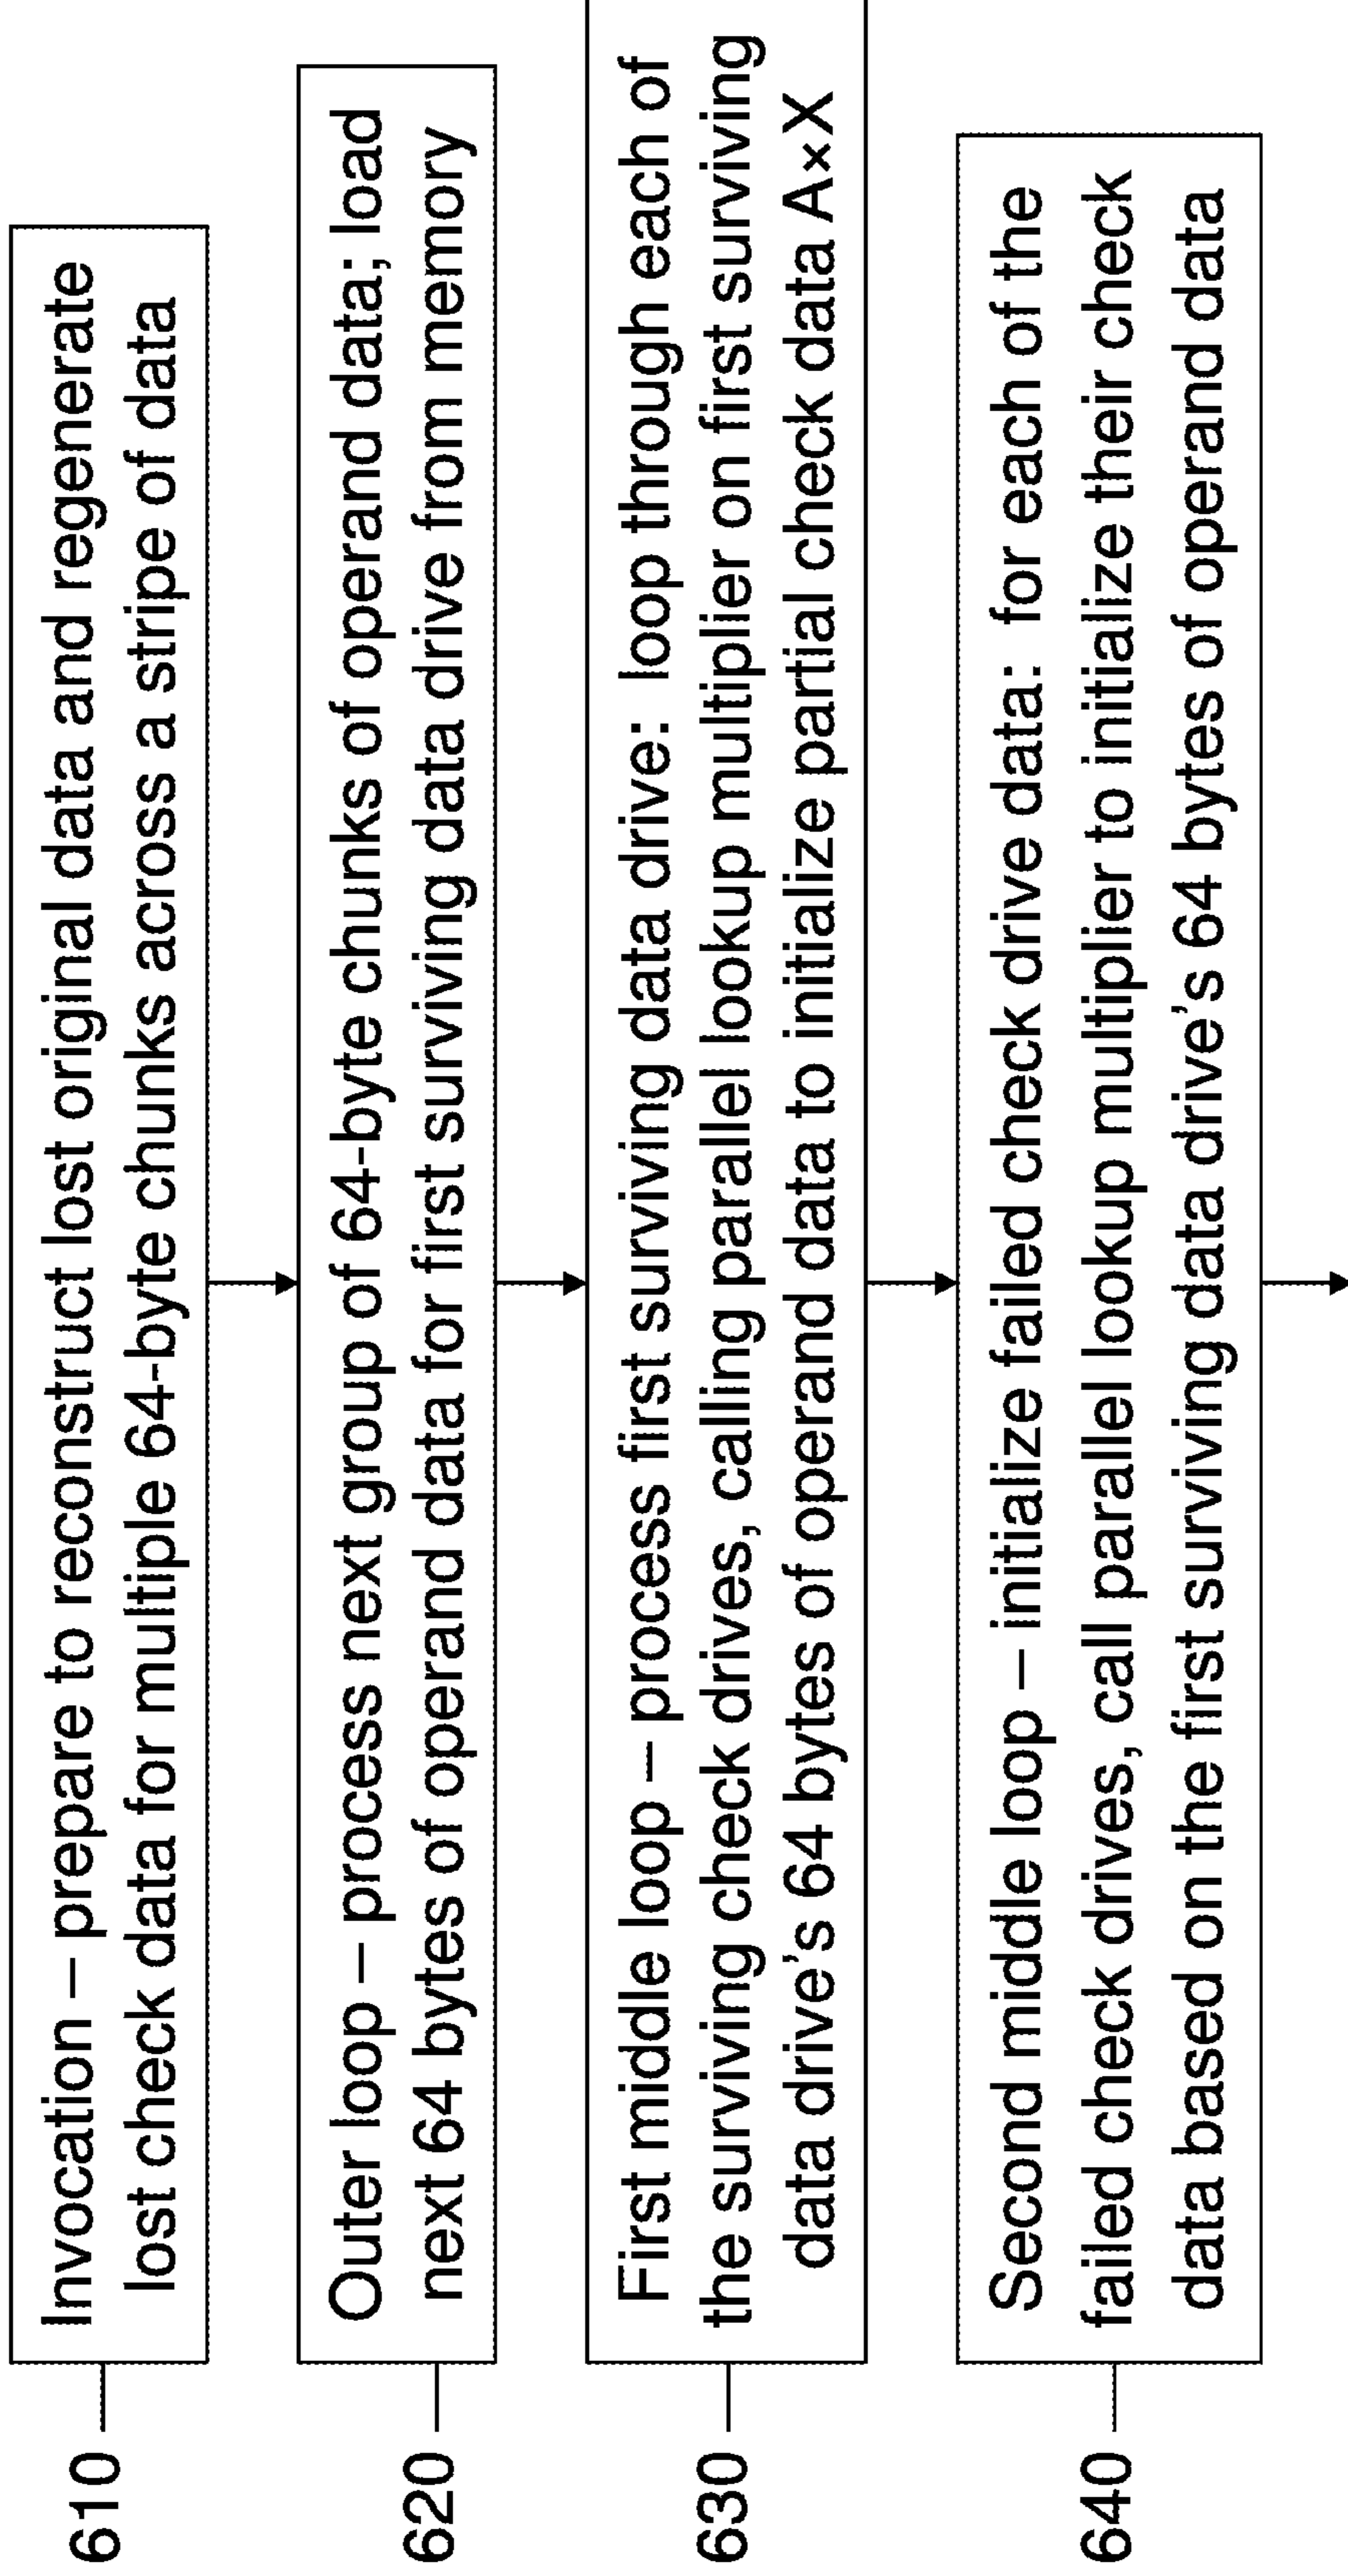 610
Invocation – prepare to reconstruct lost original data and regenerate
lost check data for multiple 64-byte chunks across a stripe of data
620
Outer loop – process next group of 64-byte chunks of operand data; load
next 64 bytes of operand data for first surviving data drive from memory
630
First middle loop – process first surviving data drive: loop through each of
the surviving check drives, calling parallel lookup multiplier on first surviving
data drive's 64 bytes of operand data to initialize partial check data A×X
640
Second middle loop – initialize failed check drive data: for each of the
failed check drives, call parallel lookup multiplier to initialize their check
data based on the first surviving data drive's 64 bytes of operand data